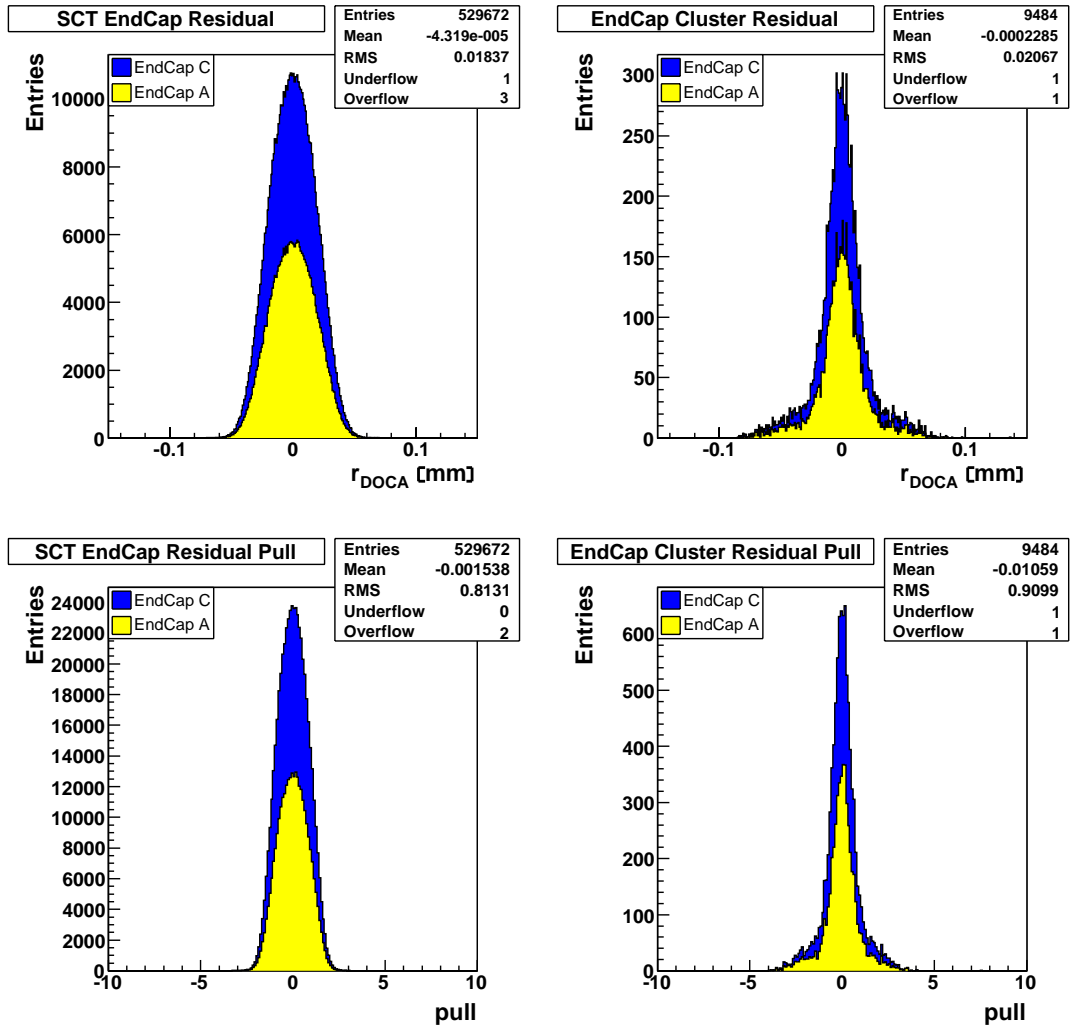 SCT EndCap Residual
Entries 529672
Mean -4.319e-005
RMS 0.01837
Underflow 1
Overflow 3
EndCap C
EndCap A
Entries
10000
8000
6000
4000
2000
0
-0.1 0 0.1
rDOCA [mm]
EndCap Cluster Residual
Entries 9484
Mean -0.0002285
RMS 0.02067
Underflow 1
Overflow 1
EndCap C
EndCap A
Entries
300
250
200
150
100
50
0
-0.1 0 0.1
rDOCA [mm]
SCT EndCap Residual Pull
Entries 529672
Mean -0.001538
RMS 0.8131
Underflow 0
Overflow 2
EndCap C
EndCap A
Entries
24000
22000
20000
18000
16000
14000
12000
10000
8000
6000
4000
2000
0
-10 -5 0 5 10
pull
EndCap Cluster Residual Pull
Entries 9484
Mean -0.01059
RMS 0.9099
Underflow 1
Overflow 1
EndCap C
EndCap A
Entries
600
500
400
300
200
100
0
-10 -5 0 5 10
pull